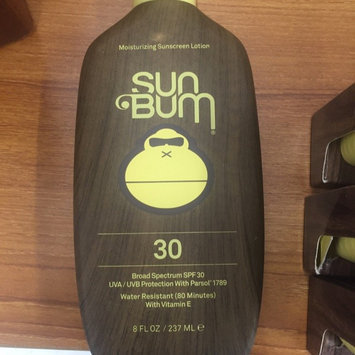 Moisturizing Sunscreen Lotion
SUN
BUM®
30
Broad Spectrum SPF 30
UVA / UVB Protection With Parsol® 1789
Water Resistant (80 Minutes)
With Vitamin E
8 FL OZ / 237 ML ℮